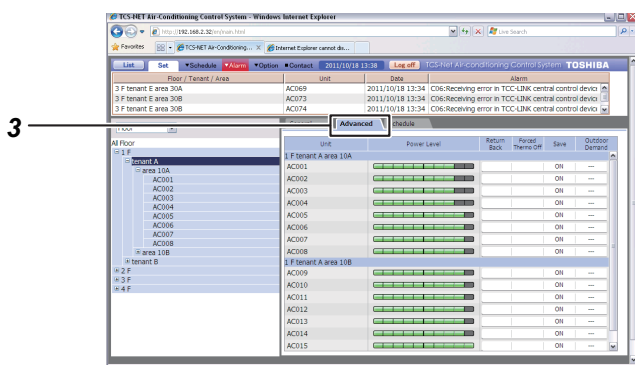 TCS-NET Air-Conditioning Control System - Windows Internet Explorer
http://192.168.2.32/en/main.html
Live Search
Favorites TCS-NET Air-Conditioning... Internet Explorer cannot dis...
List Set Schedule Alarm Option Contact 2011/10/18 13:38 Log off TCS-Net Air-conditioning Control System TOSHIBA
Floor / Tenant / Area Unit Date Alarm
3 F tenant E area 30A AC069 2011/10/18 13:34 C06:Receiving error in TCC-LINK central control device
3 F tenant E area 30B AC073 2011/10/18 13:34 C06:Receiving error in TCC-LINK central control device
3 F tenant E area 30B AC074 2011/10/18 13:34 C06:Receiving error in TCC-LINK central control device
3
Advanced
Floor
All Floor
1 F
tenant A
area 10A
AC001
AC002
AC003
AC004
AC005
AC006
AC007
AC008
area 10B
tenant B
2 F
3 F
4 F
Unit Power Level Return Back Forced Thermo Off Save Outdoor Demand
1 F tenant A area 10A
AC001 ON ---
AC002 ON ---
AC003 ON ---
AC004 ON ---
AC005 ON ---
AC006 ON ---
AC007 ON ---
AC008 ON ---
1 F tenant A area 10B
AC009 ON ---
AC010 ON ---
AC011 ON ---
AC012 ON ---
AC013 ON ---
AC014 ON ---
AC015 ON ---